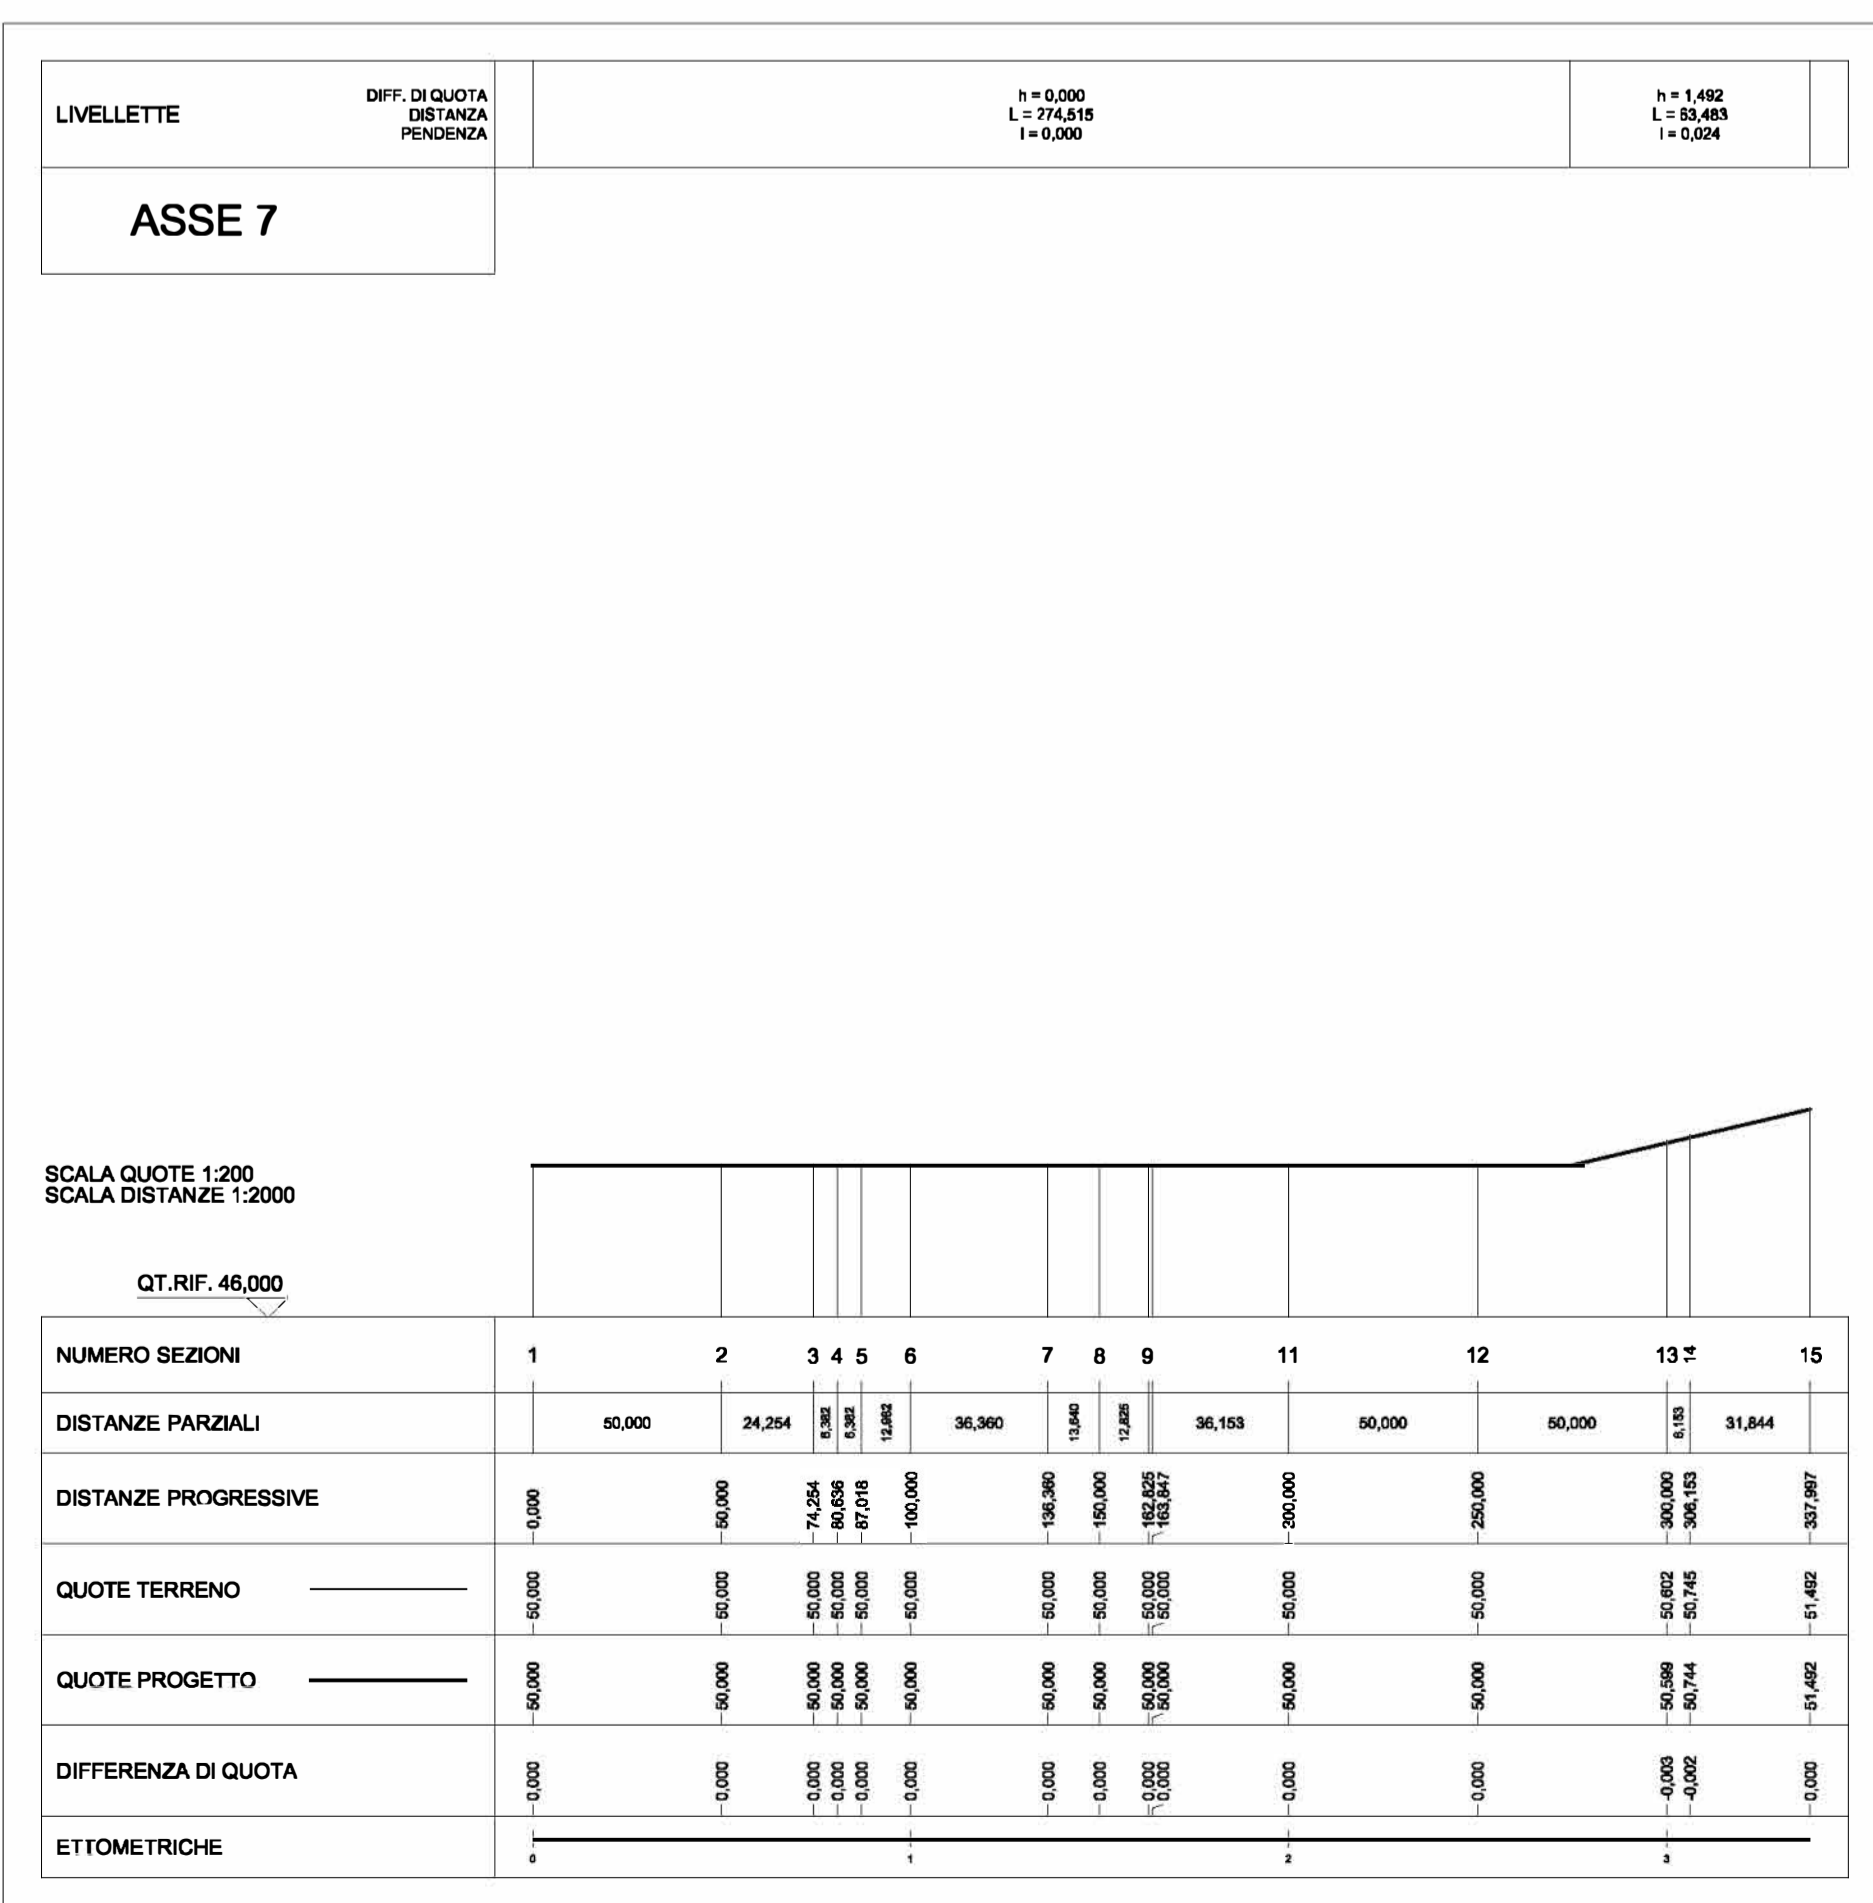 LIVELLETTE
DIFF. DI QUOTA
DISTANZA
PENDENZA
h = 0,000
L = 274,515
I = 0,000
h = 1,492
L = 63,483
I = 0,024
ASSE 7
SCALA QUOTE 1:200
SCALA DISTANZE 1:2000
QT.RIF. 46,000
NUMERO SEZIONI 1 2 3 4 5 6 7 8 9 11 12 13 14 15
DISTANZE PARZIALI 50,000 24,254 6,382 6,382 12,982 36,360 13,640 12,825 36,153 50,000 50,000 6,153 31,844
DISTANZE PROGRESSIVE 0,000 50,000 74,254 80,636 87,018 100,000 136,360 150,000 162,825 163,847 200,000 250,000 300,000 306,153 337,997
QUOTE TERRENO 50,000 50,000 50,000 50,000 50,000 50,000 50,000 50,000 50,000 50,000 50,000 50,000 50,602 50,745 51,492
QUOTE PROGETTO 50,000 50,000 50,000 50,000 50,000 50,000 50,000 50,000 50,000 50,000 50,000 50,000 50,599 50,744 51,492
DIFFERENZA DI QUOTA 0,000 0,000 0,000 0,000 0,000 0,000 0,000 0,000 0,000 0,000 0,000 0,000 -0,003 -0,002 0,000
ETTOMETRICHE 0 1 2 3